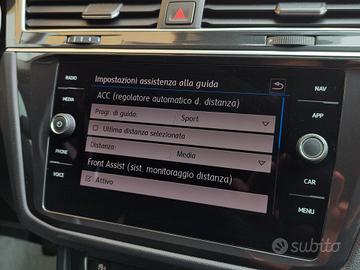 Impostazioni assistenza alla guida
RADIO
NAV
ACC (regolatore automatico d. distanza)
MEDIA
APP
Progr. di guida:
Sport
Ultima distanza selezionata
PHONE
Distanza:
Media
CAR
Front Assist (sist. monitoraggio distanza)
VOICE
Attivo
MENU
subito